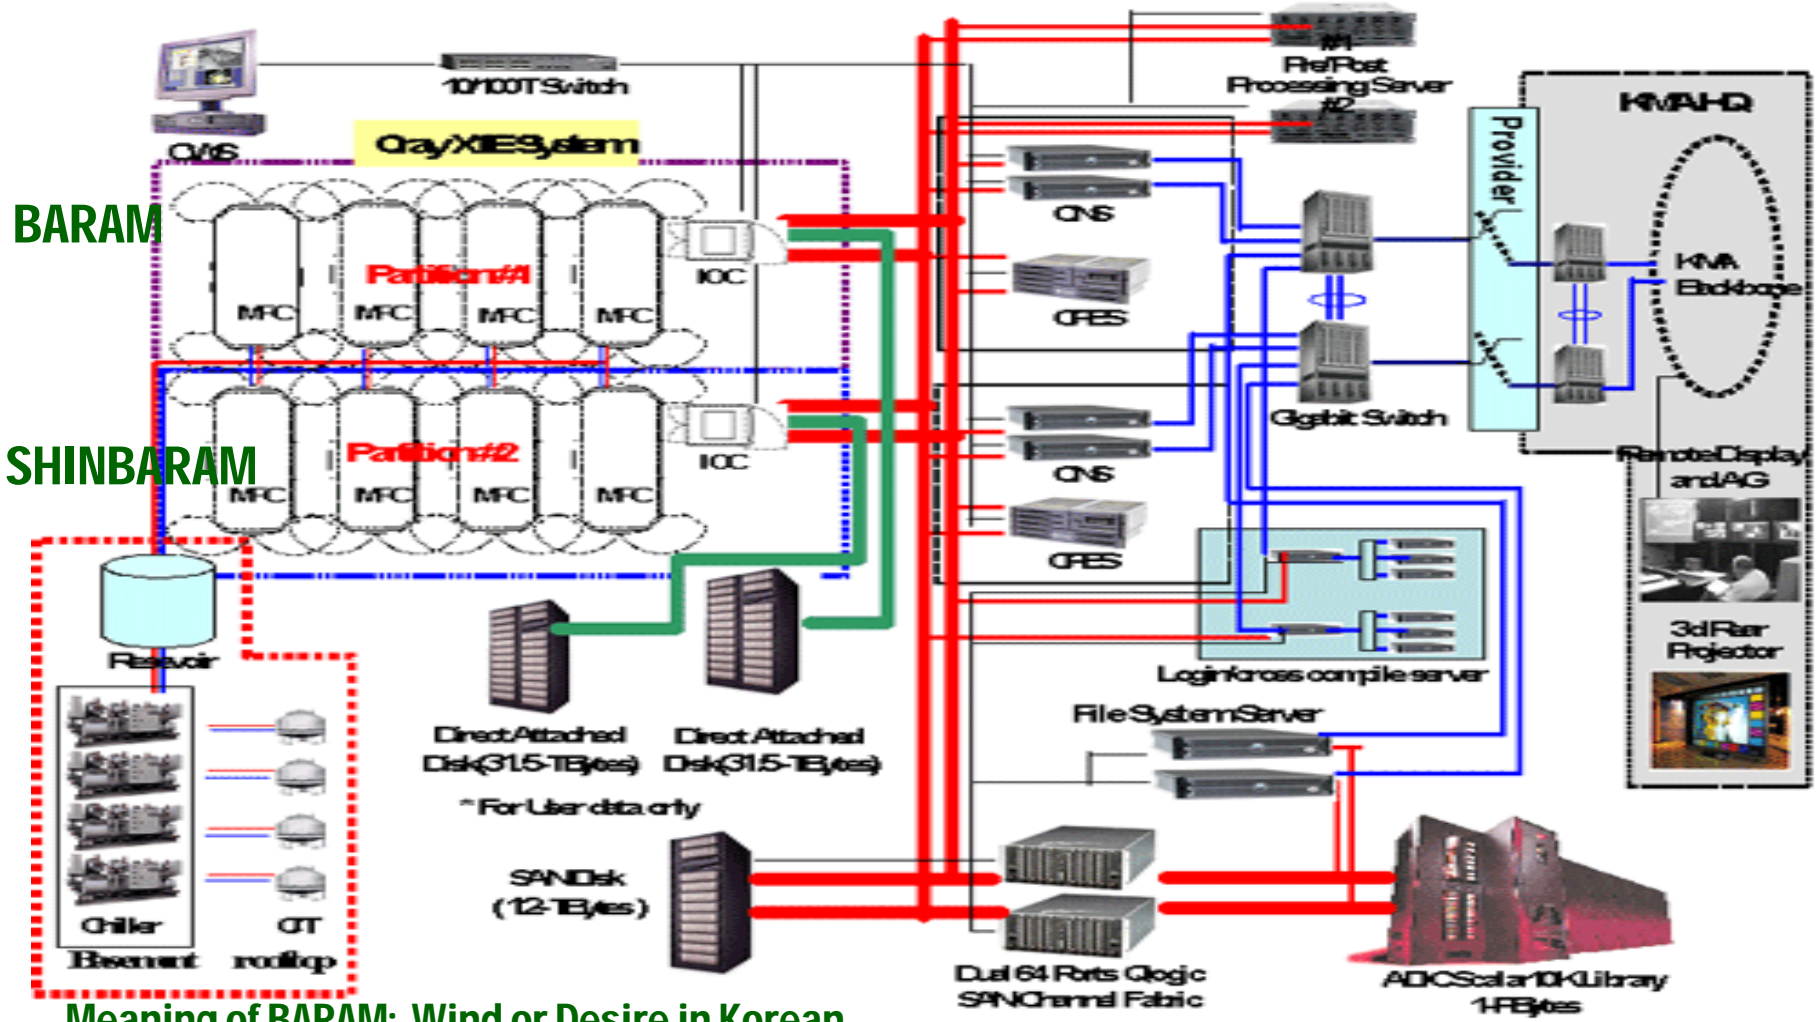 #1
Pre/Post
Processing Server
#2
KMA HQ
10/100T Switch
CWS
Cray X1E System
Provider
BARAM
CNS
Partition #1
IOC
KMA
Backbone
MFC MFC MFC MFC
CPES
Gigabit Switch
SHINBARAM
Partition #2
IOC
CNS
Remote Display
and AG
MFC MFC MFC MFC
CPES
Reservoir
3d Rear
Projector
Login/cross compile server
File System Server
Direct Attached
Disk(31.5-TBytes)
Direct Attached
Disk(31.5-TBytes)
* For User data only
SAN Disk
(12-TBytes)
Chiller
CT
Basement
rooftop
Dual 64 Ports Qlogic
SAN Channel Fabric
ADIC Scalar 10K Library
1-PBytes
Meaning of BARAM: Wind or Desire in Korean